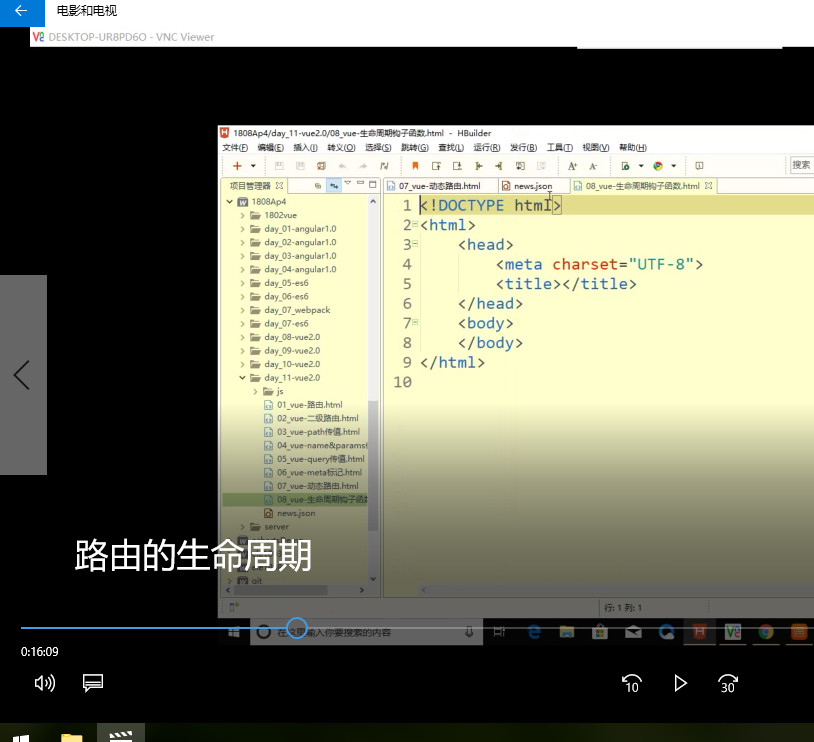 电影和电视
V2 DESKTOP-UR8PD6O - VNC Viewer
1808Ap4/day_11-vue2.0/08_vue-生命周期钩子函数.html - HBuilder
文件(F) 编辑(E) 插入(I) 转义(O) 选择(S) 跳转(G) 查找(L) 运行(R) 发行(B) 工具(T) 视图(V) 帮助(H)
搜索
项目管理器
07_vue-动态路由.html
news.json
08_vue-生命周期钩子函数.html
1808Ap4
1802vue
day_01-angular1.0
day_02-angular1.0
day_03-angular1.0
day_04-angular1.0
day_05-es6
day_06-es6
day_07_webpack
day_07-es6
day_08-vue2.0
day_09-vue2.0
day_10-vue2.0
day_11-vue2.0
js
01_vue-路由.html
02_vue-二级路由.html
03_vue-path传值.html
04_vue-name&params
05_vue-query传值.html
06_vue-meta标记.html
07_vue-动态路由.html
08_vue-生命周期钩子函
news.json
server
git
1 <!DOCTYPE html>
2 <html>
3 <head>
4 <meta charset="UTF-8">
5 <title></title>
6 </head>
7 <body>
8 </body>
9 </html>
10
行: 1 列: 1
路由的生命周期
在这里输入你要搜索的内容
0:16:09
10
30